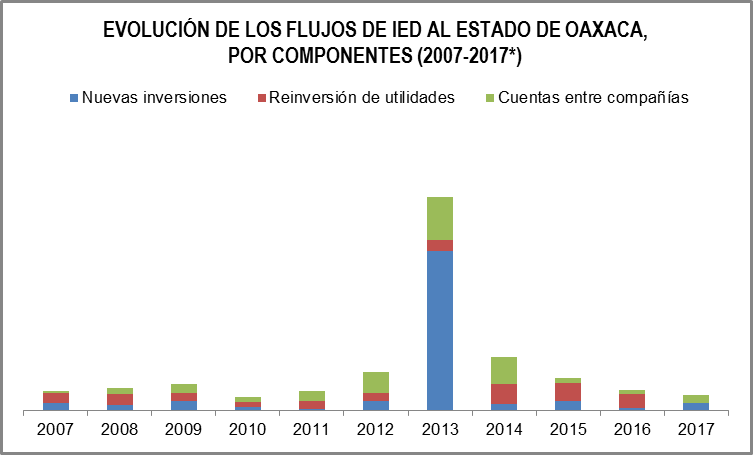 EVOLUCIÓN DE LOS FLUJOS DE IED AL ESTADO DE OAXACA,
POR COMPONENTES (2007-2017*)
Nuevas inversiones Reinversión de utilidades Cuentas entre compañías
2007 2008 2009 2010 2011 2012 2013 2014 2015 2016 2017